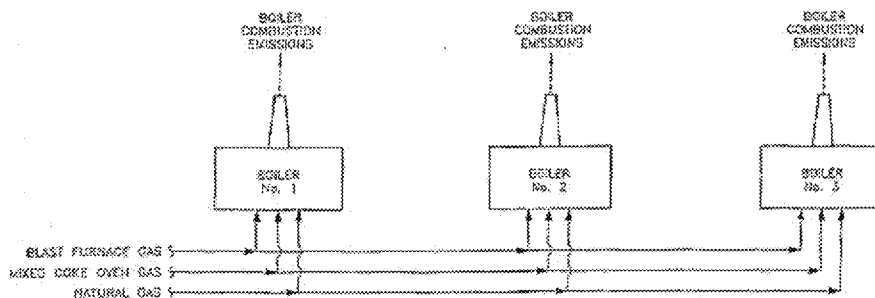 BOILER
COMBUSTION
EMISSIONS
BOILER
COMBUSTION
EMISSIONS
BOILER
COMBUSTION
EMISSIONS
BOILER
No. 1
BOILER
No. 2
BOILER
No. 3
BLAST FURNACE GAS
MIXED COKE OVEN GAS
NATURAL GAS